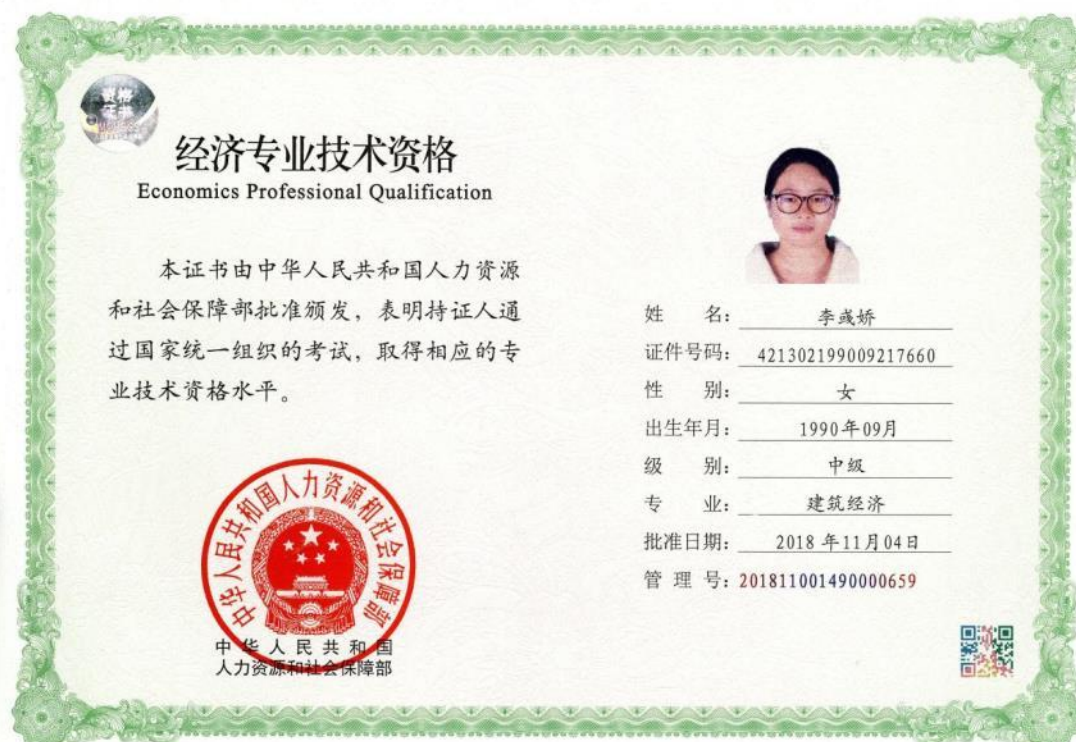 资格
证书
经济专业技术资格
Economics Professional Qualification
本证书由中华人民共和国人力资源
和社会保障部批准颁发，表明持证人通
过国家统一组织的考试，取得相应的专
业技术资格水平。
中华人民共和国人力资源和社会保障部
中华人民共和国
人力资源和社会保障部
姓 名：李彧娇
证件号码：421302199009217660
性 别：女
出生年月：1990年09月
级 别：中级
专 业：建筑经济
批准日期：2018 年11月04日
管 理 号：201811001490000659